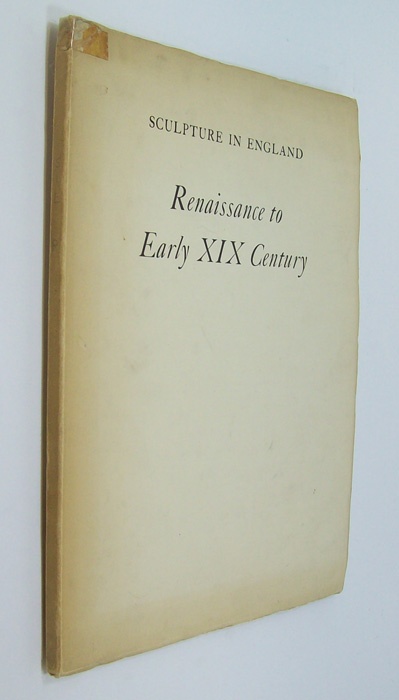 SCULPTURE IN ENGLAND
Renaissance to
Early XIX Century